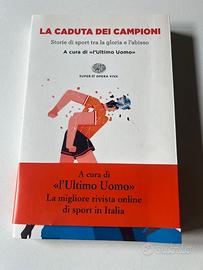 LA CADUTA DEI CAMPIONI
Storie di sport tra la gloria e l'abisso
A cura di «l'Ultimo Uomo»
SUPER ET OPERA VIVA
A cura di
«l'Ultimo Uomo»
La migliore rivista online
di sport in Italia
subito